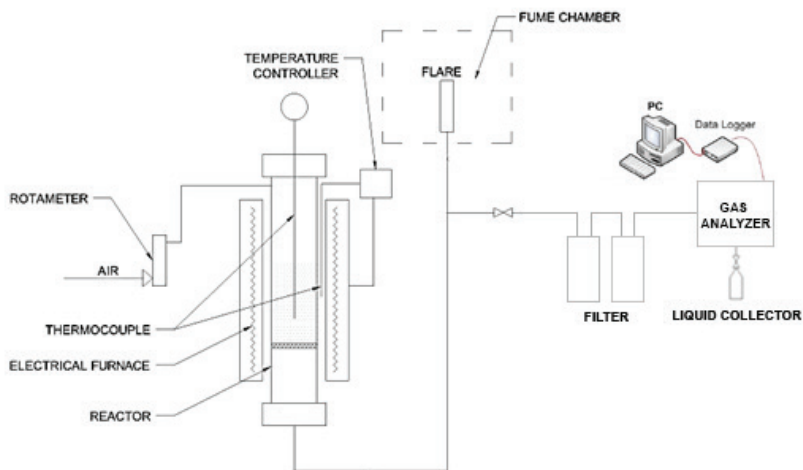 FUME CHAMBER
TEMPERATURE
CONTROLLER
FLARE
PC
Data Logger
ROTAMETER
GAS
ANALYZER
AIR
THERMOCOUPLE
FILTER
LIQUID COLLECTOR
ELECTRICAL FURNACE
REACTOR